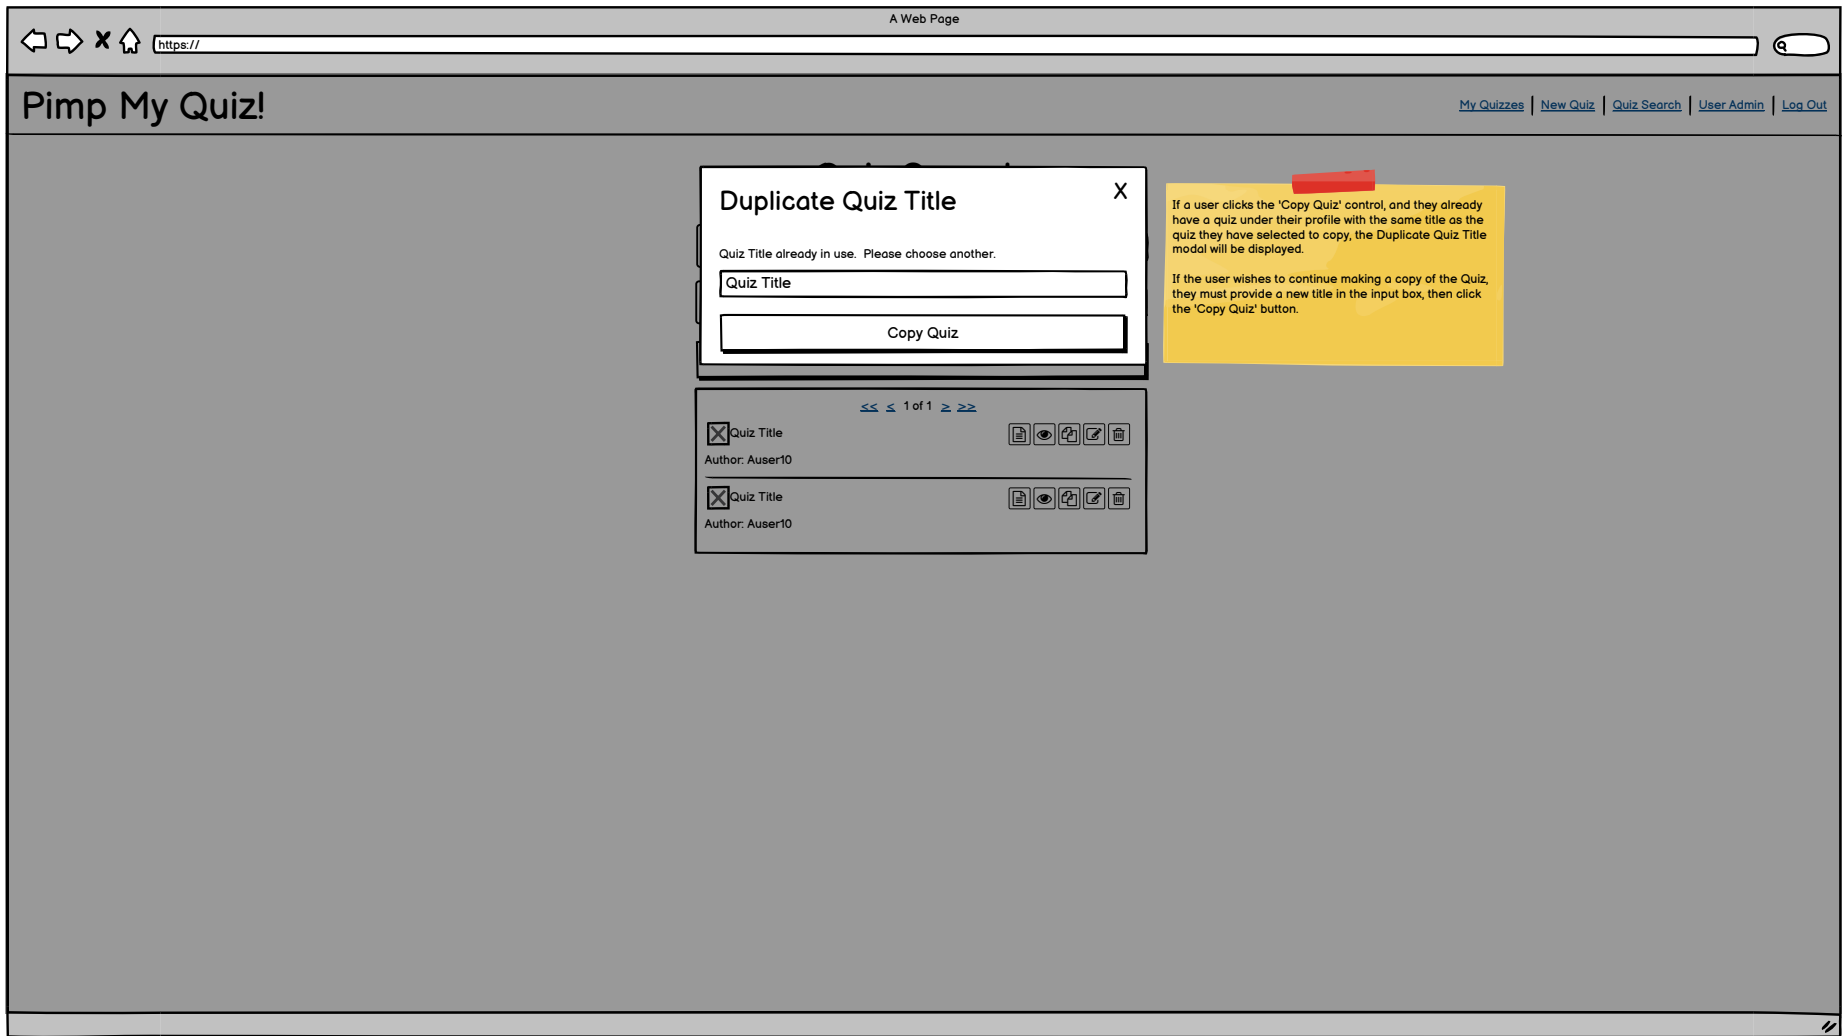 A Web Page
https://
Pimp My Quiz!
My Quizzes | New Quiz | Quiz Search | User Admin | Log Out
Duplicate Quiz Title
X
Quiz Title already in use. Please choose another.
Quiz Title
Copy Quiz
If a user clicks the 'Copy Quiz' control, and they already
have a quiz under their profile with the same title as the
quiz they have selected to copy, the Duplicate Quiz Title
modal will be displayed.
If the user wishes to continue making a copy of the Quiz,
they must provide a new title in the input box, then click
the 'Copy Quiz' button.
<< < 1 of 1 > >>
Quiz Title
Author: Auser10
Quiz Title
Author: Auser10